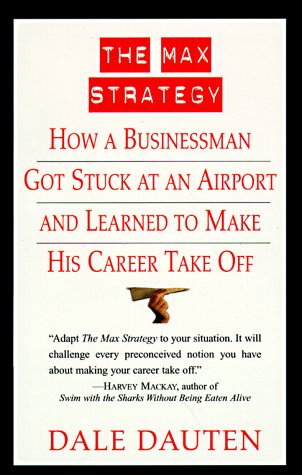 THE MAX
STRATEGY
HOW A BUSINESSMAN
GOT STUCK AT AN AIRPORT
AND LEARNED TO MAKE
HIS CAREER TAKE OFF
“Adapt The Max Strategy to your situation. It will
challenge every preconceived notion you have
about making your career take off.”
—HARVEY MACKAY, author of
Swim with the Sharks Without Being Eaten Alive
DALE DAUTEN